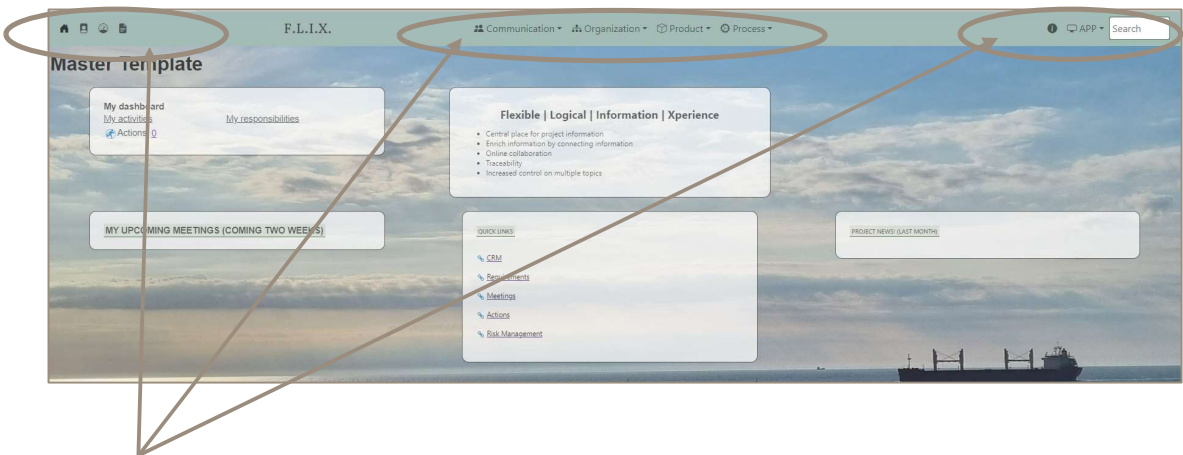 F.L.I.X.
Communication Organization Product Process
APP Search
Master Template
My dashboard
My activities My responsibilities
Actions: 0
Flexible | Logical | Information | Xperience
Central place for project information
Enrich information by connecting information
Online collaboration
Traceability
Increased control on multiple topics
MY UPCOMING MEETINGS (COMING TWO WEEKS)
QUICK LINKS
CRM
Requirements
Meetings
Actions
Risk Management
PROJECT NEWS! (LAST MONTH)